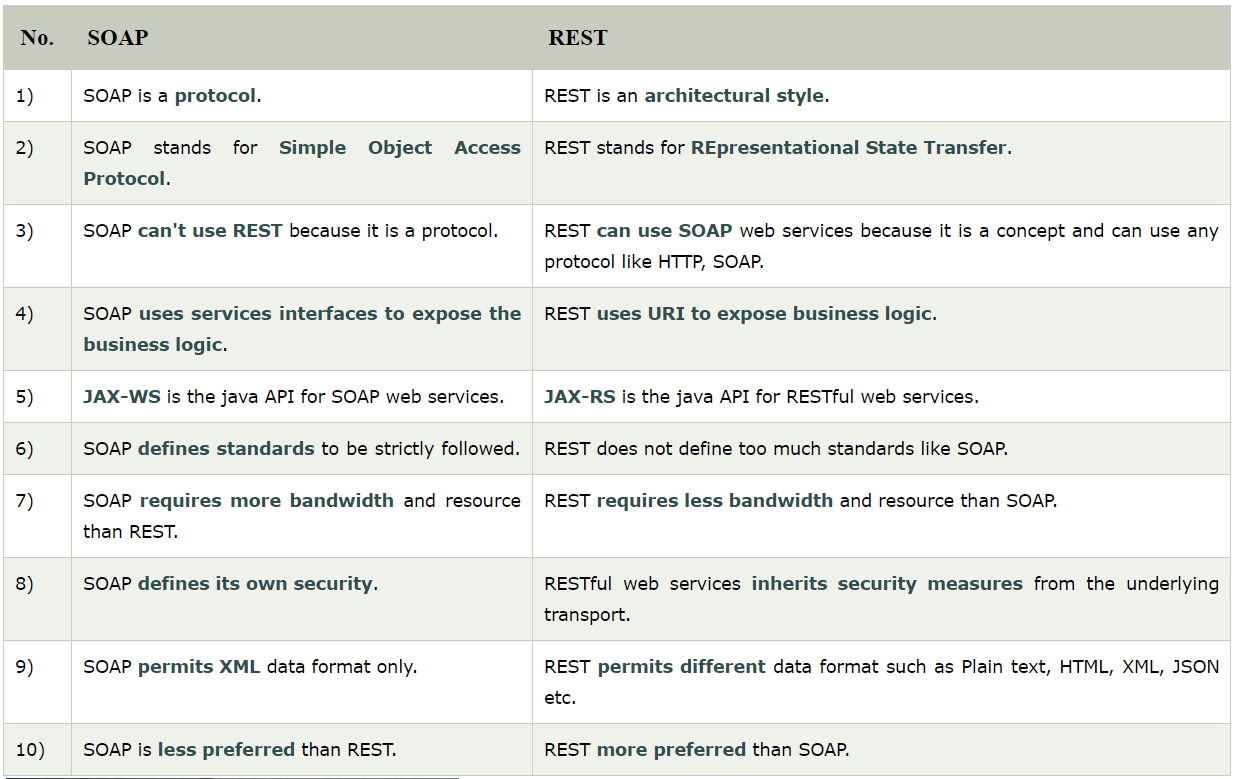 No. SOAP REST
1) SOAP is a protocol. REST is an architectural style.
2) SOAP stands for Simple Object Access REST stands for REpresentational State Transfer.
Protocol.
3) SOAP can't use REST because it is a protocol. REST can use SOAP web services because it is a concept and can use any
protocol like HTTP, SOAP.
4) SOAP uses services interfaces to expose the REST uses URI to expose business logic.
business logic.
5) JAX-WS is the java API for SOAP web services. JAX-RS is the java API for RESTful web services.
6) SOAP defines standards to be strictly followed. REST does not define too much standards like SOAP.
7) SOAP requires more bandwidth and resource REST requires less bandwidth and resource than SOAP.
than REST.
8) SOAP defines its own security. RESTful web services inherits security measures from the underlying
transport.
9) SOAP permits XML data format only. REST permits different data format such as Plain text, HTML, XML, JSON
etc.
10) SOAP is less preferred than REST. REST more preferred than SOAP.